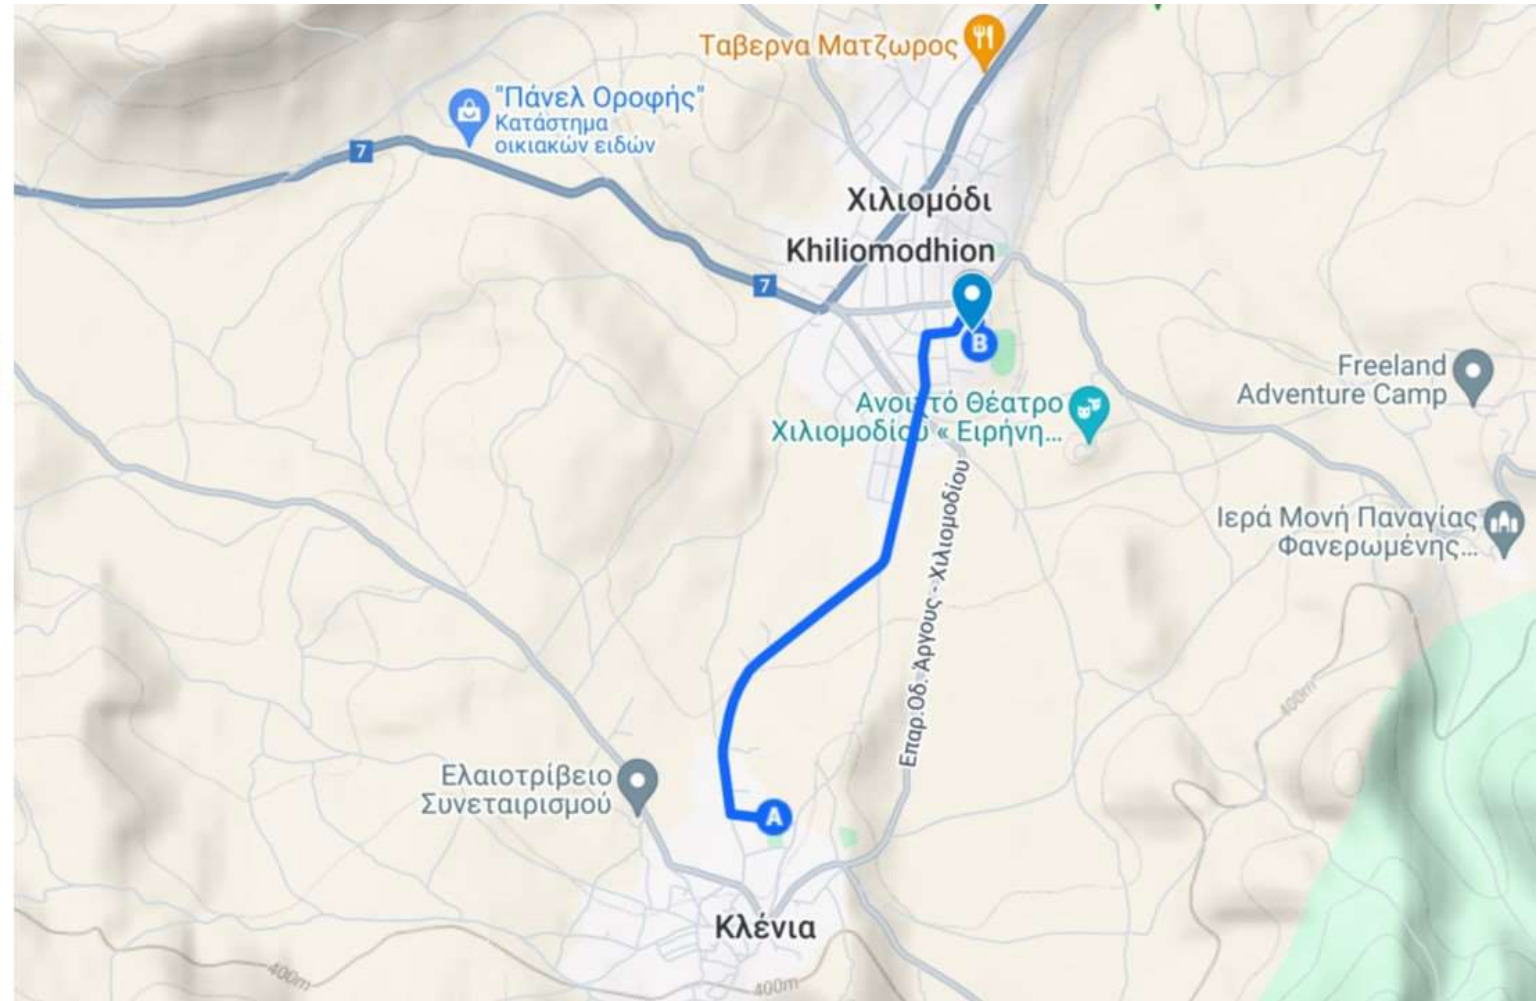 Ταβερνα Ματζωρος
"Πάνελ Οροφής"
Κατάστημα
οικιακών ειδών
7
Χιλιομόδι
Khiliomodhion
7
B
Freeland
Adventure Camp
Ανοιχτό Θέατρο
Χιλιομοδίου « Ειρήνη...
Επαρ.Οδ. Άργους - Χιλιομοδίου
Ιερά Μονή Παναγίας
Φανερωμένης...
400m
Ελαιοτρίβειο
Συνεταιρισμού
A
Κλένια
400m
400m